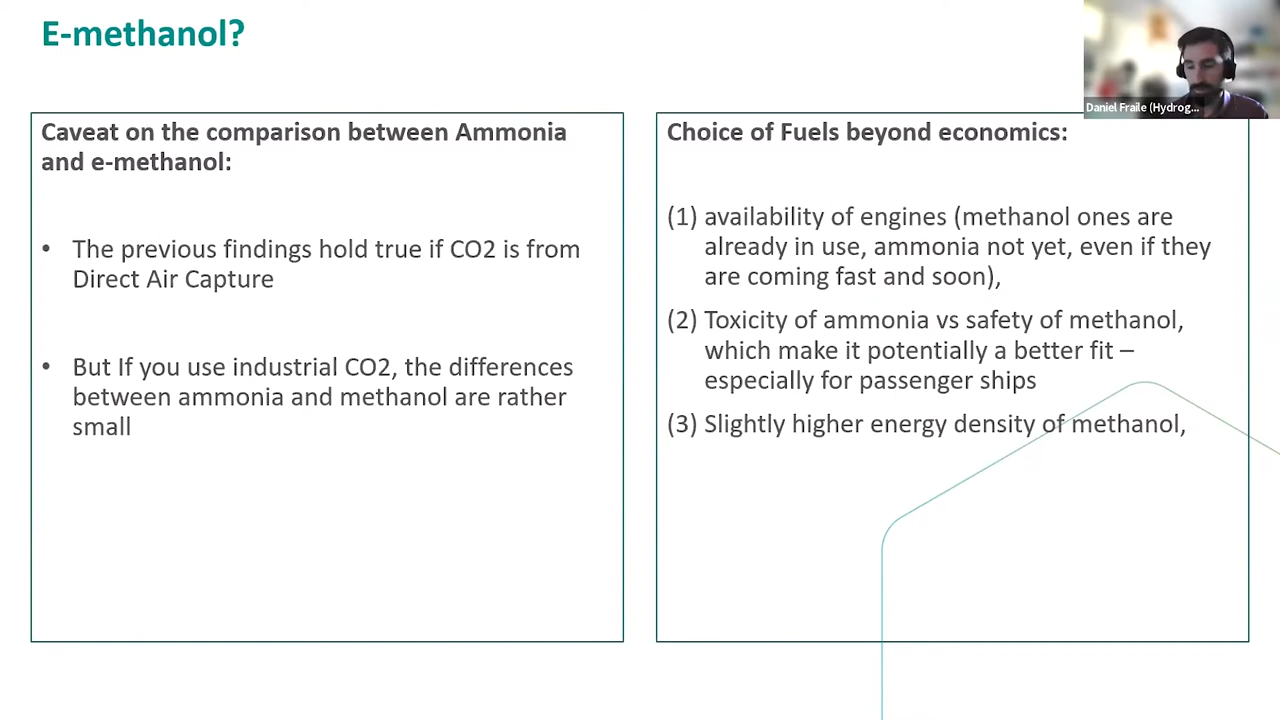 E-methanol?
Daniel Fraile (Hydrog...
Caveat on the comparison between Ammonia
and e-methanol:
• The previous findings hold true if CO2 is from
Direct Air Capture
• But If you use industrial CO2, the differences
between ammonia and methanol are rather
small
Choice of Fuels beyond economics:
(1) availability of engines (methanol ones are
already in use, ammonia not yet, even if they
are coming fast and soon),
(2) Toxicity of ammonia vs safety of methanol,
which make it potentially a better fit –
especially for passenger ships
(3) Slightly higher energy density of methanol,